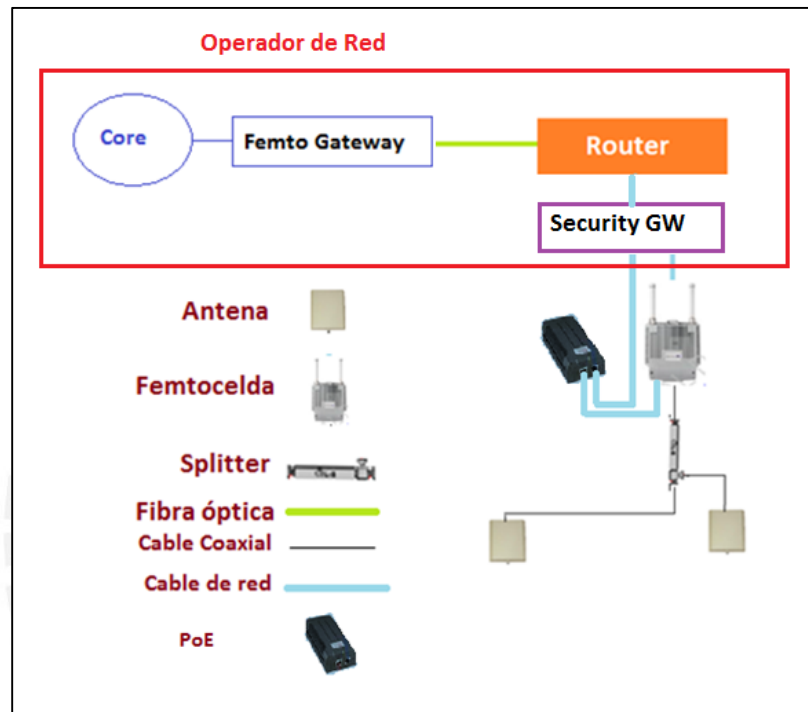 Operador de Red
Core
Femto Gateway
Router
Security GW
Antena
Femtocelda
Splitter
Fibra óptica
Cable Coaxial
Cable de red
PoE